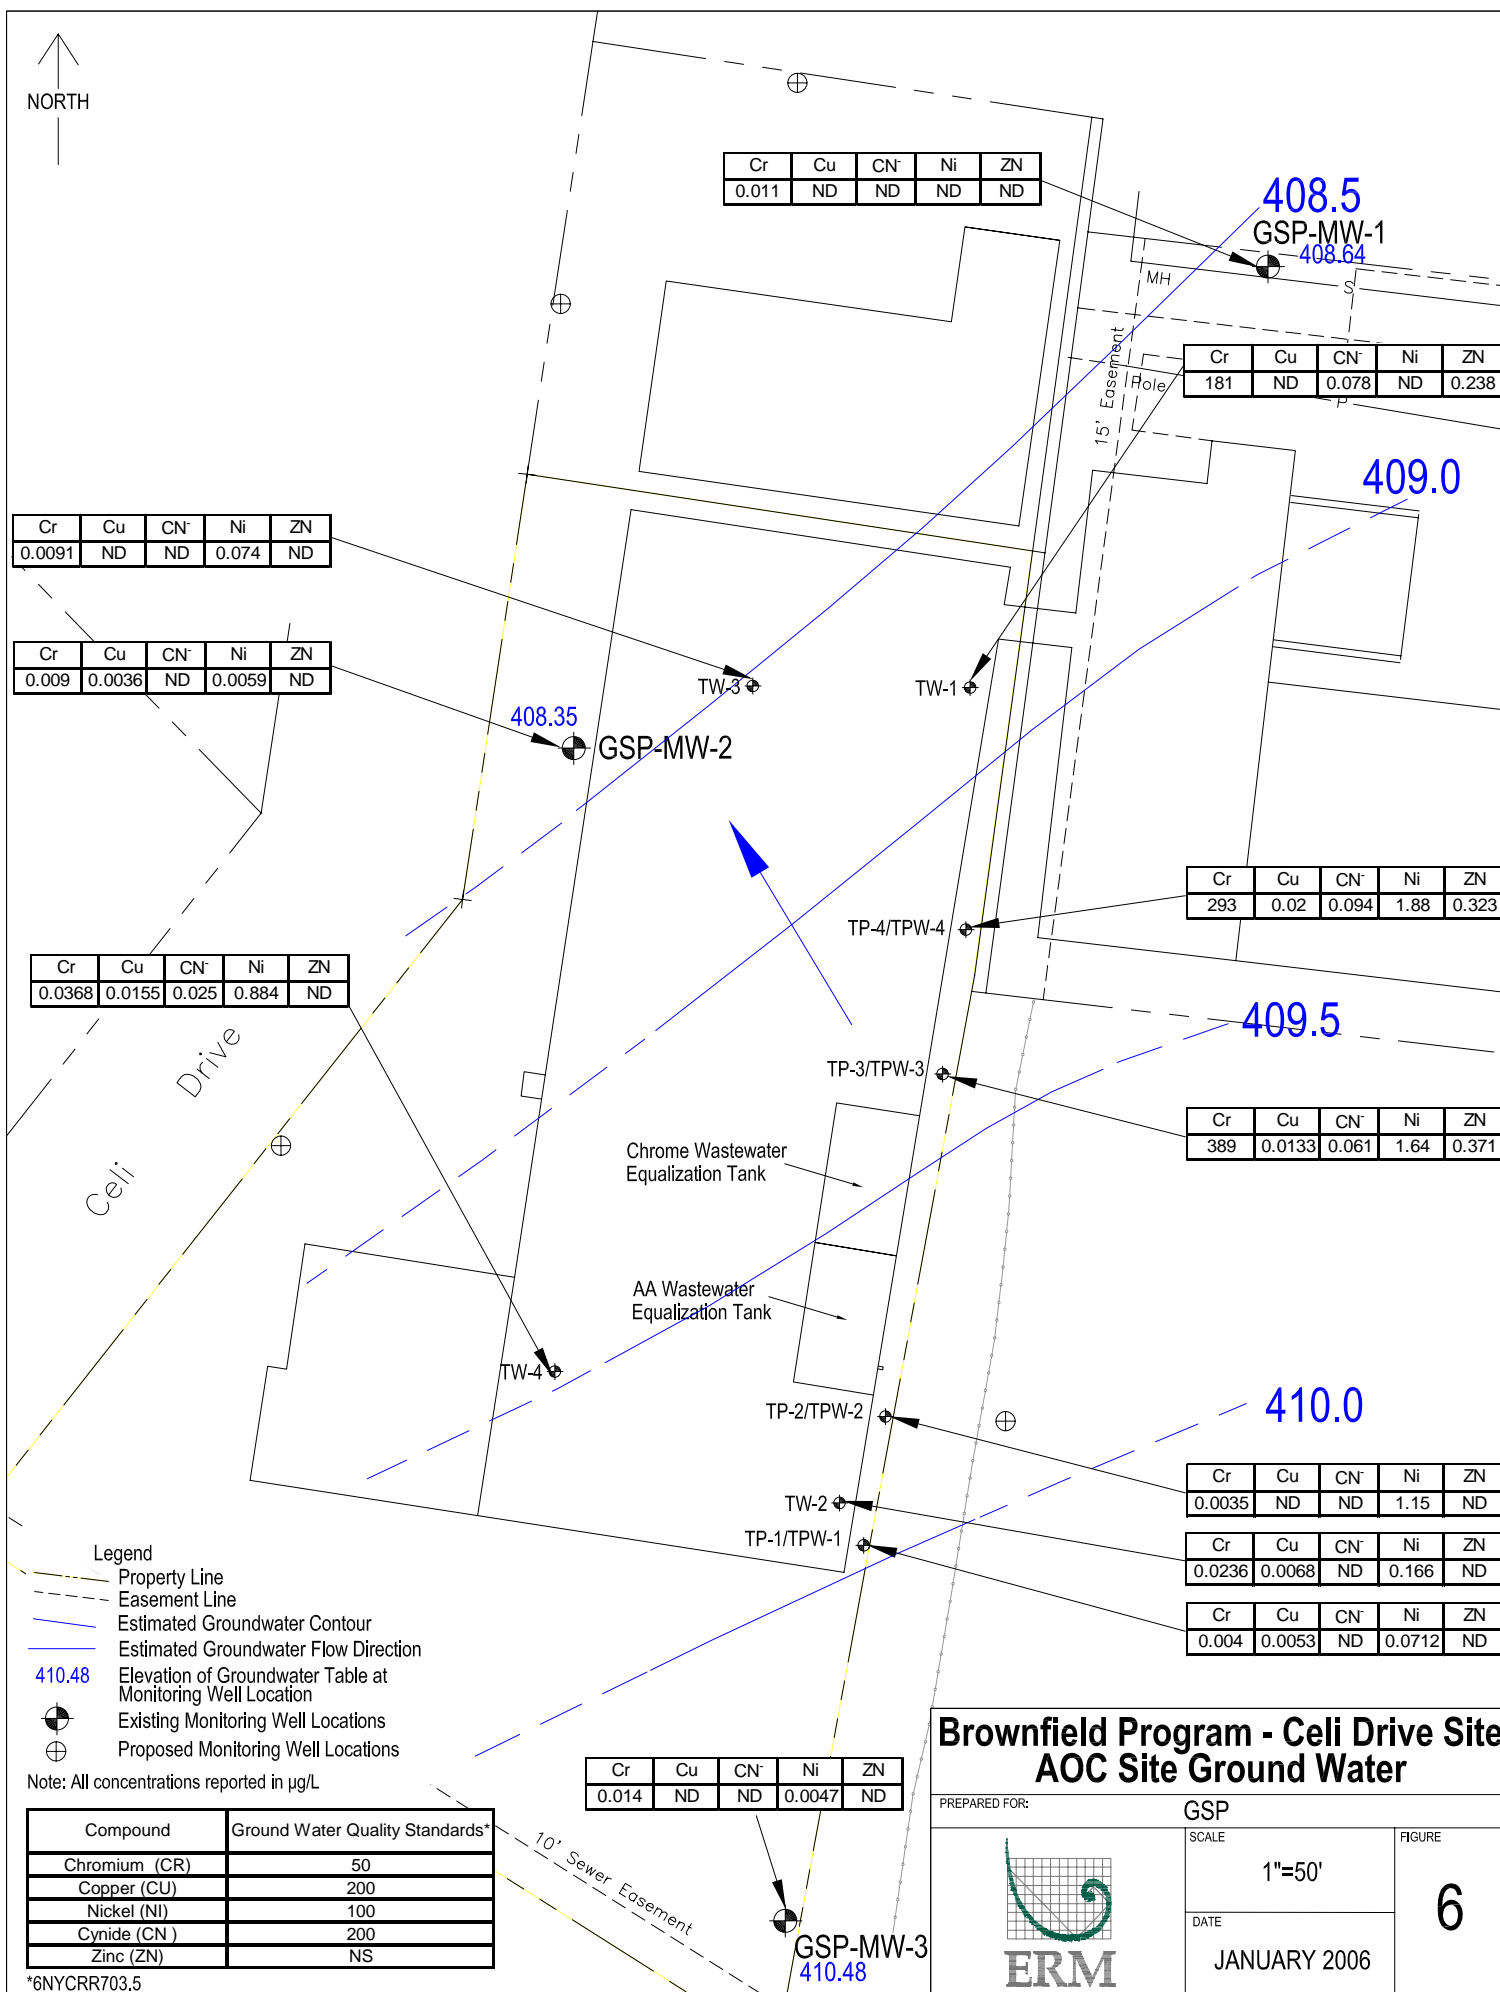 NORTH
Cr Cu CN- Ni ZN
0.011 ND ND ND ND
408.5
GSP-MW-1
408.64
MH
S
15' Easement
Pole
P
Cr Cu CN- Ni ZN
181 ND 0.078 ND 0.238
409.0
Cr Cu CN- Ni ZN
0.0091 ND ND 0.074 ND
Cr Cu CN- Ni ZN
0.009 0.0036 ND 0.0059 ND
TW-3
TW-1
408.35
GSP-MW-2
Cr Cu CN- Ni ZN
293 0.02 0.094 1.88 0.323
TP-4/TPW-4
Cr Cu CN- Ni ZN
0.0368 0.0155 0.025 0.884 ND
409.5
Celi Drive
TP-3/TPW-3
Cr Cu CN- Ni ZN
389 0.0133 0.061 1.64 0.371
Chrome Wastewater
Equalization Tank
AA Wastewater
Equalization Tank
TW-4
TP-2/TPW-2
410.0
Cr Cu CN- Ni ZN
0.0035 ND ND 1.15 ND
TW-2
TP-1/TPW-1
Cr Cu CN- Ni ZN
0.0236 0.0068 ND 0.166 ND
Cr Cu CN- Ni ZN
0.004 0.0053 ND 0.0712 ND
Legend
Property Line
Easement Line
Estimated Groundwater Contour
Estimated Groundwater Flow Direction
410.48 Elevation of Groundwater Table at
Monitoring Well Location
Existing Monitoring Well Locations
Proposed Monitoring Well Locations
Note: All concentrations reported in µg/L
Compound Ground Water Quality Standards*
Chromium (CR) 50
Copper (CU) 200
Nickel (NI) 100
Cynide (CN ) 200
Zinc (ZN) NS
*6NYCRR703.5
Cr Cu CN- Ni ZN
0.014 ND ND 0.0047 ND
10' Sewer Easement
GSP-MW-3
410.48
Brownfield Program - Celi Drive Site
AOC Site Ground Water
PREPARED FOR:
GSP
ERM
SCALE
1"=50'
DATE
JANUARY 2006
FIGURE
6